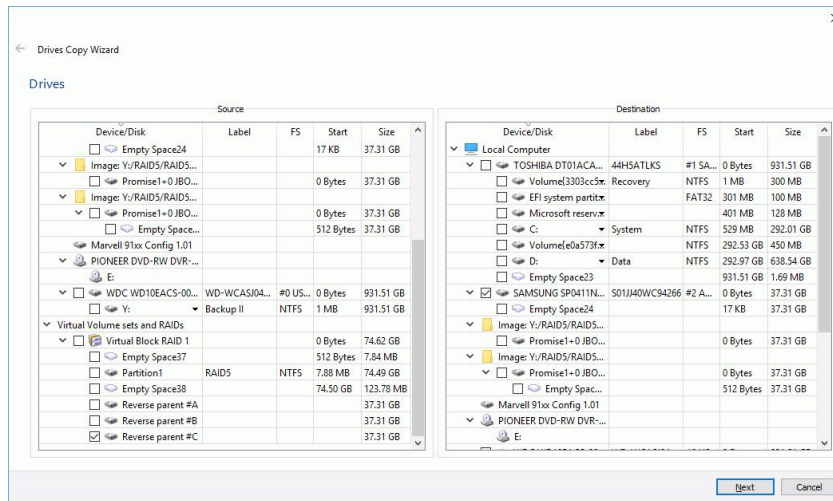 Drives Copy Wizard
Drives
Source
Device/Disk Label FS Start Size
Empty Space24 17 KB 37.31 GB
Image: Y:/RAID5/RAID5...
Promise1+0 JBO... 0 Bytes 37.31 GB
Image: Y:/RAID5/RAID5...
Promise1+0 JBO... 0 Bytes 37.31 GB
Empty Space... 512 Bytes 37.31 GB
Marvell 91xx Config 1.01
PIONEER DVD-RW DVR-...
E:
WDC WD10EACS-00... WD-WCASJ04... #0 US... 0 Bytes 931.51 GB
Y: Backup II NTFS 1 MB 931.51 GB
Virtual Volume sets and RAIDs
Virtual Block RAID 1 0 Bytes 74.62 GB
Empty Space37 512 Bytes 7.84 MB
Partition1 RAID5 NTFS 7.88 MB 74.49 GB
Empty Space38 74.50 GB 123.78 MB
Reverse parent #A 37.31 GB
Reverse parent #B 37.31 GB
Reverse parent #C 37.31 GB
Destination
Device/Disk Label FS Start Size
Local Computer
TOSHIBA DT01ACA... 44H5ATLKS #1 SA... 0 Bytes 931.51 GB
Volume{3303cc5... Recovery NTFS 1 MB 300 MB
EFI system partit... FAT32 301 MB 100 MB
Microsoft reserv... 401 MB 128 MB
C: System NTFS 529 MB 292.01 GB
Volume{e0a573f... NTFS 292.53 GB 450 MB
D: Data NTFS 292.97 GB 638.54 GB
Empty Space23 931.51 GB 1.69 MB
SAMSUNG SP0411N... S01JJ40WC94266 #2 A... 0 Bytes 37.31 GB
Empty Space24 17 KB 37.31 GB
Image: Y:/RAID5/RAID5...
Promise1+0 JBO... 0 Bytes 37.31 GB
Image: Y:/RAID5/RAID5...
Promise1+0 JBO... 0 Bytes 37.31 GB
Empty Spac... 512 Bytes 37.31 GB
Marvell 91xx Config 1.01
PIONEER DVD-RW DVR-...
E:
Next Cancel